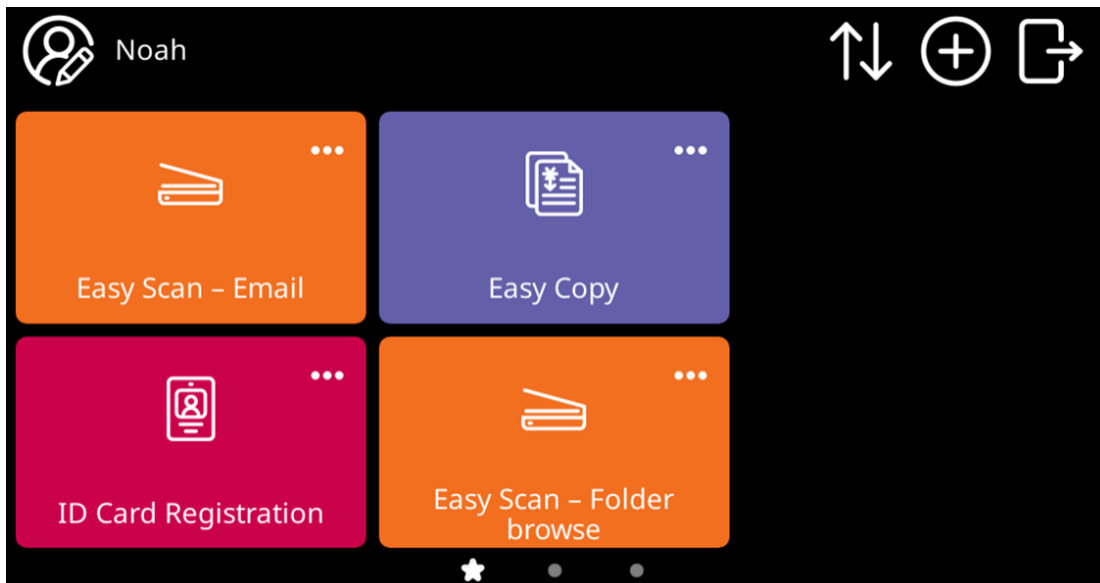 Noah
Easy Scan – Email
Easy Copy
ID Card Registration
Easy Scan – Folder
browse